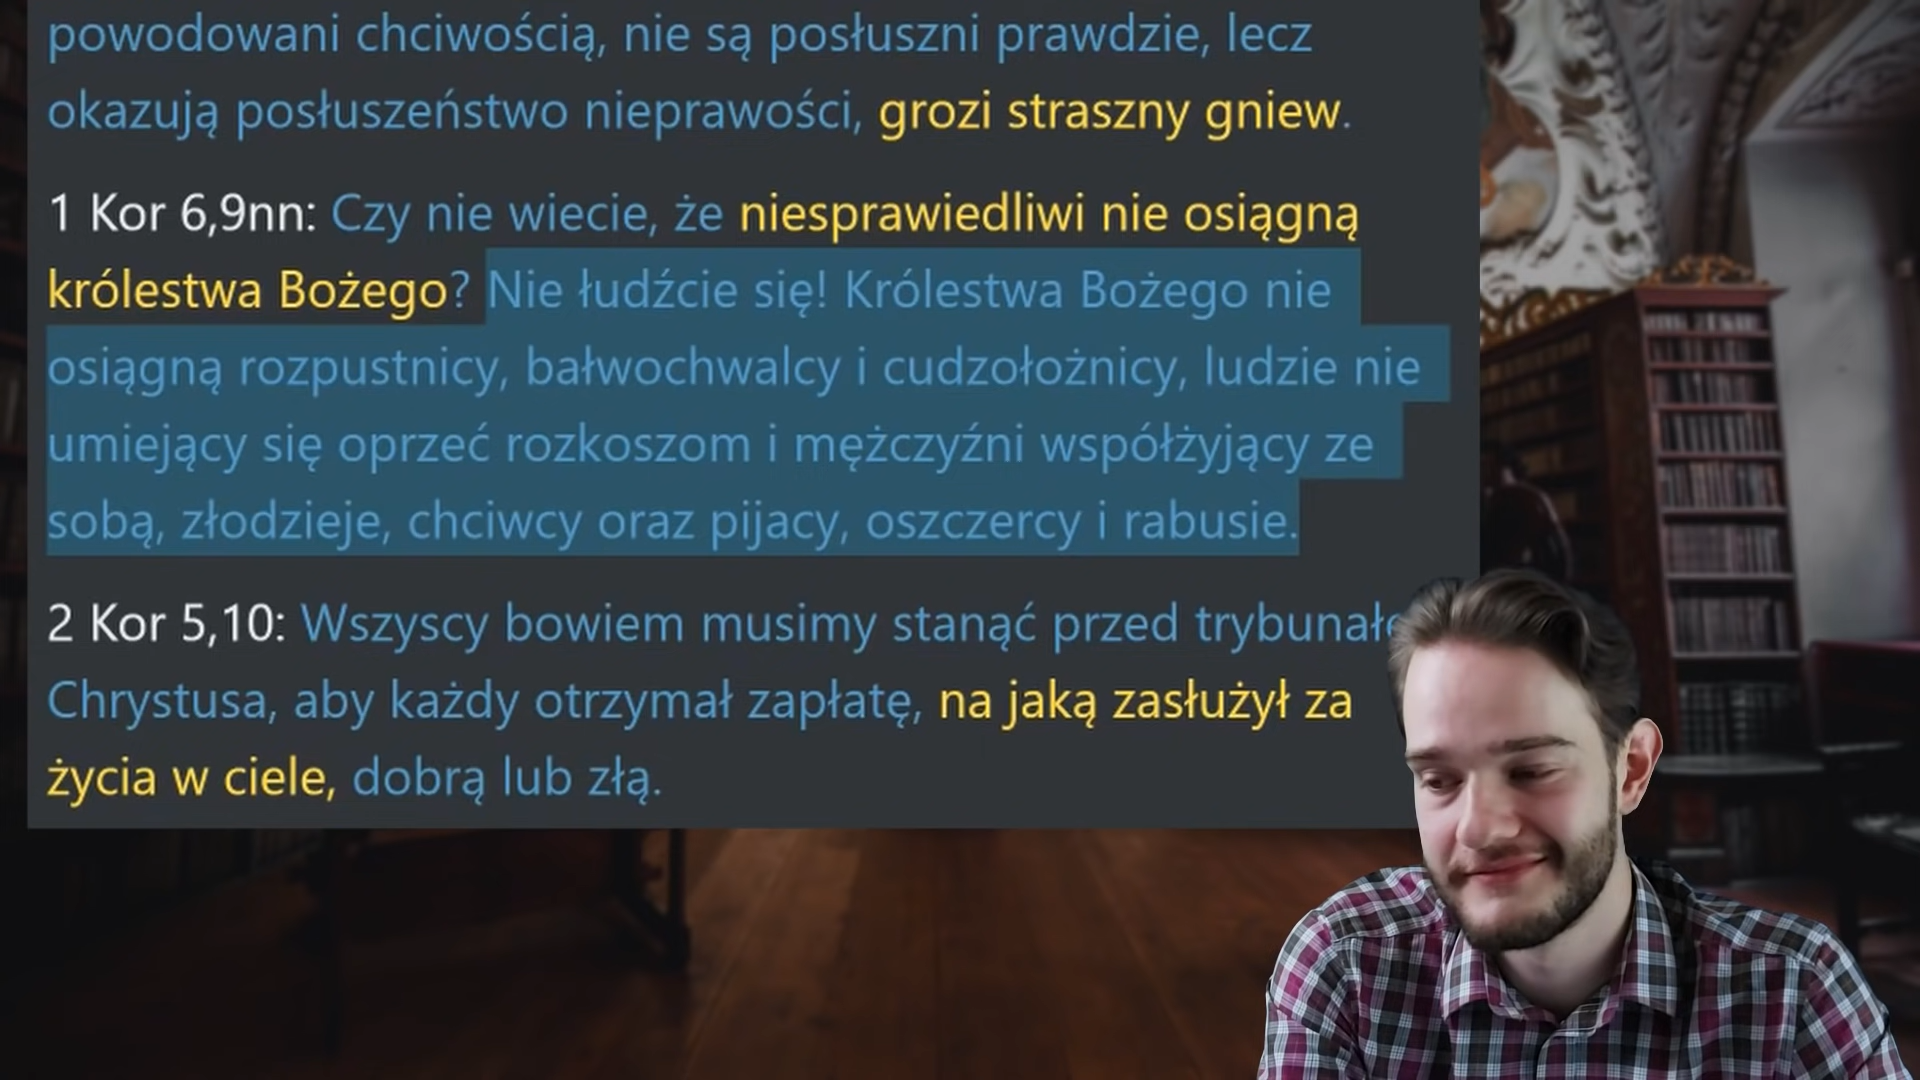 powodowani chciwością, nie są posłuszni prawdzie, lecz
okazują posłuszeństwo nieprawości, grozi straszny gniew.
1 Kor 6,9nn: Czy nie wiecie, że niesprawiedliwi nie osiągną
królestwa Bożego? Nie łudźcie się! Królestwa Bożego nie
osiągną rozpustnicy, bałwochwalcy i cudzołożnicy, ludzie nie
umiejący się oprzeć rozkoszom i mężczyźni współżyjący ze
sobą, złodzieje, chciwcy oraz pijacy, oszczercy i rabusie.
2 Kor 5,10: Wszyscy bowiem musimy stanąć przed
Chrystusa, aby każdy otrzymał zapłatę, na jaką zasłużył za
życia w ciele, dobrą lub złą.